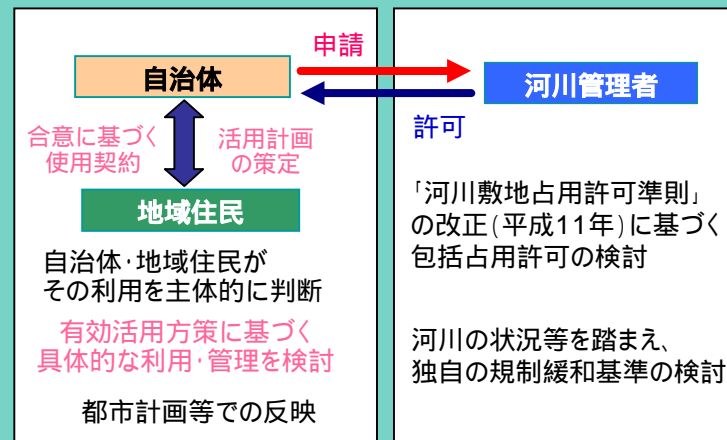 申請
自治体
河川管理者
許可
合意に基づく
使用契約
活用計画
の策定
地域住民
自治体・地域住民が
その利用を主体的に判断
有効活用方策に基づく
具体的な利用・管理を検討
都市計画等での反映
「河川敷地占用許可準則」
の改正(平成11年)に基づく
包括占用許可の検討
河川の状況等を踏まえ、
独自の規制緩和基準の検討